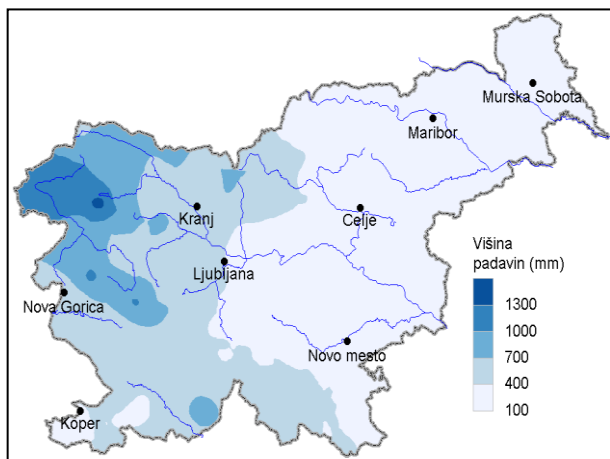 Murska Sobota
Maribor
Kranj
Celje
Ljubljana
Nova Gorica
Novo mesto
Koper
Višina
padavin (mm)
1300
1000
700
400
100